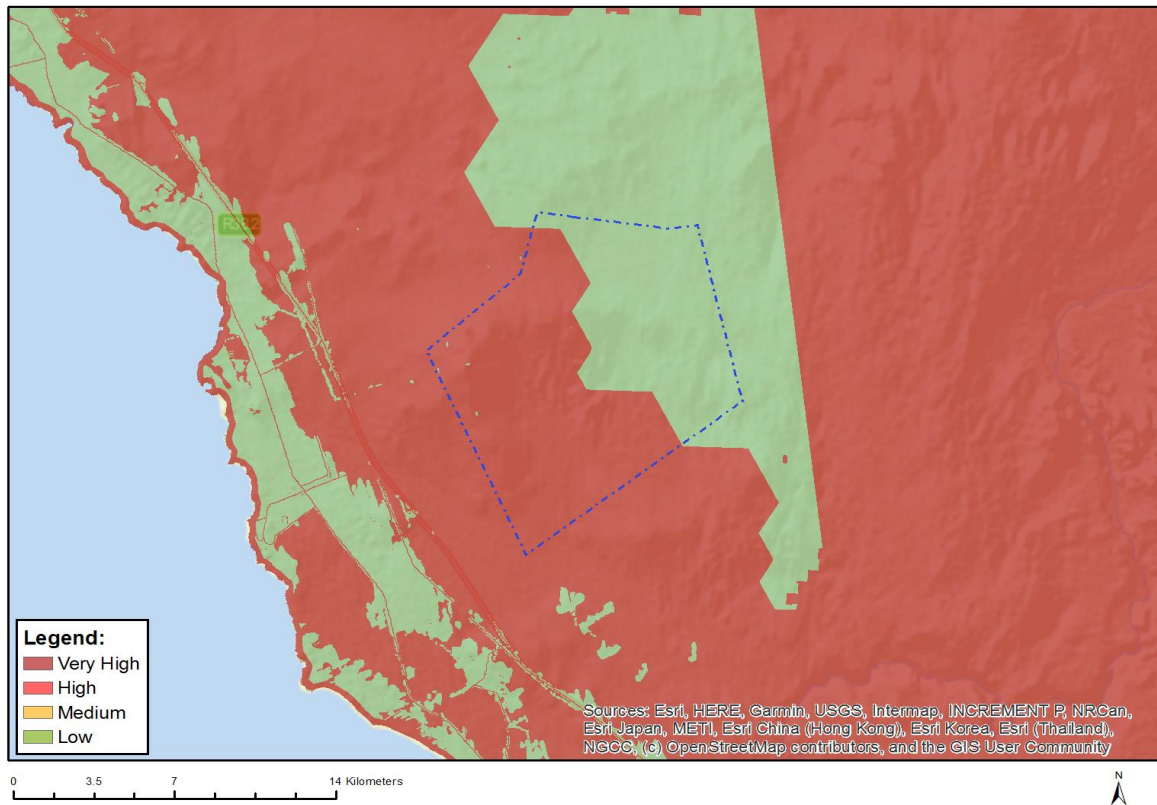 R382
Legend:
Very High
High
Medium
Low
Sources: Esri, HERE, Garmin, USGS, Intermap, INCREMENT P, NRCan,
Esri Japan, METI, Esri China (Hong Kong), Esri Korea, Esri (Thailand),
NGCC, (c) OpenStreetMap contributors, and the GIS User Community
0 3.5 7 14 Kilometers
N